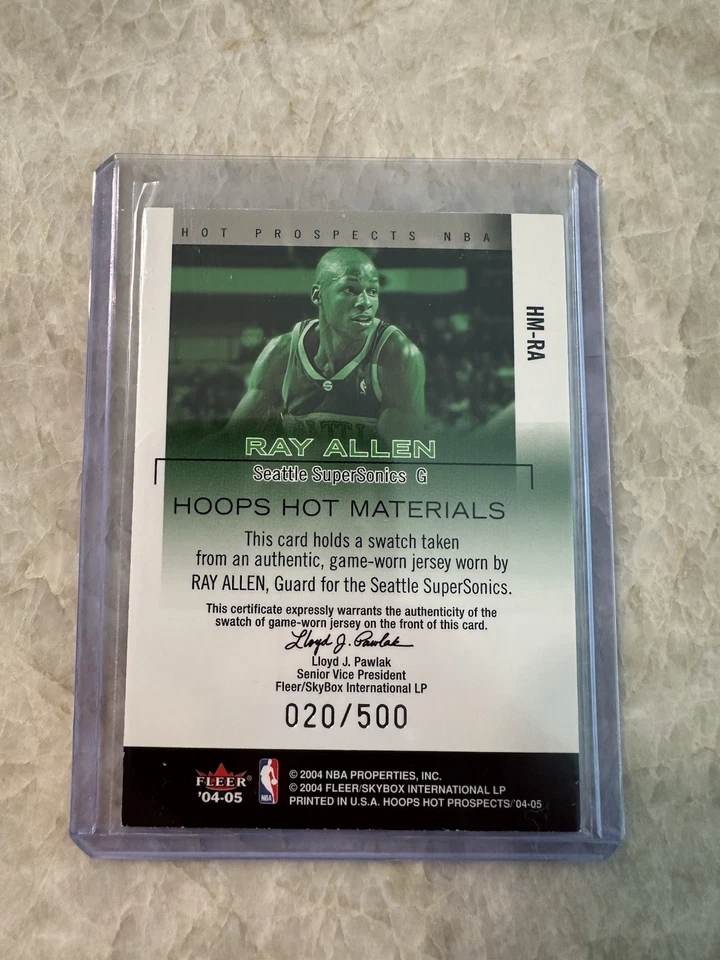 HOT PROSPECTS NBA
HM-RA
S
RAY ALLEN
Seattle SuperSonics G
HOOPS HOT MATERIALS
This card holds a swatch taken
from an authentic, game-worn jersey worn by
RAY ALLEN, Guard for the Seattle SuperSonics.
This certificate expressly warrants the authenticity of the
swatch of game-worn jersey on the front of this card.
Lloyd J. Pawlak
Lloyd J. Pawlak
Senior Vice President
Fleer/SkyBox International LP
020/500
FLEER®
'04-05
NBA
© 2004 NBA PROPERTIES, INC.
© 2004 FLEER/SKYBOX INTERNATIONAL LP
PRINTED IN U.S.A. HOOPS HOT PROSPECTS/'04-05